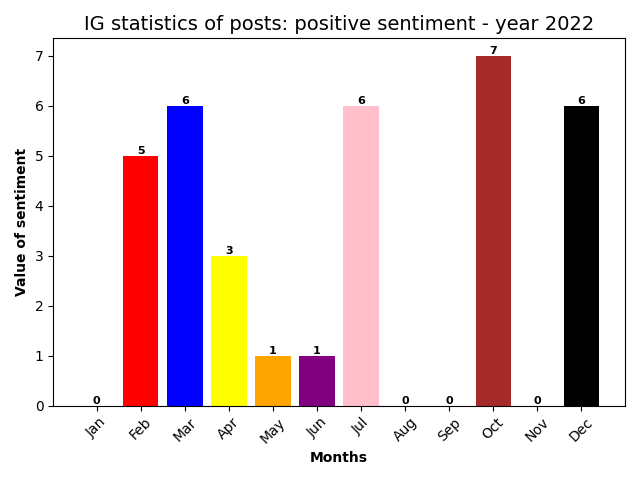 IG statistics of posts: positive sentiment - year 2022
7
6
5
4
3
2
1
0
Value of sentiment
0
5
6
3
1
1
6
0
0
7
0
6
Jan
Feb
Mar
Apr
May
Jun
Jul
Aug
Sep
Oct
Nov
Dec
Months